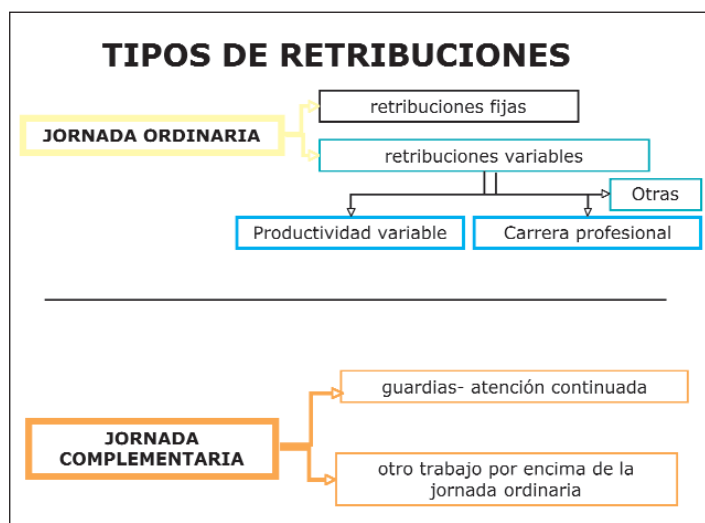 TIPOS DE RETRIBUCIONES
retribuciones fijas
JORNADA ORDINARIA
retribuciones variables
Otras
Productividad variable
Carrera profesional
guardias- atención continuada
JORNADA
COMPLEMENTARIA
otro trabajo por encima de la
jornada ordinaria